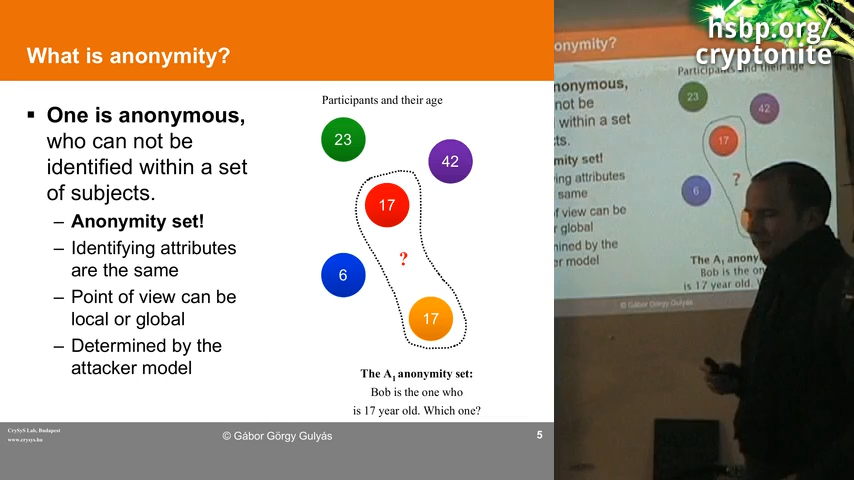 What is anonymity?
▪ One is anonymous,
who can not be
identified within a set
of subjects.
– Anonymity set!
– Identifying attributes
are the same
– Point of view can be
local or global
– Determined by the
attacker model
Participants and their age
23
42
17
?
6
17
The A1 anonymity set:
Bob is the one who
is 17 year old. Which one?
CrySyS Lab, Budapest
www.crysys.hu
© Gábor Görgy Gulyás
5
hsbp.org/
cryptonite
onymity?
Participants and their age
nonymous,
not be
within a set
ts.
mity set!
ing attributes
same
of view can be
r global
ined by the
er model
23
42
17
?
6
The A1 anony
Bob is the on
is 17 year old.
© Gábor Görgy Gulyás